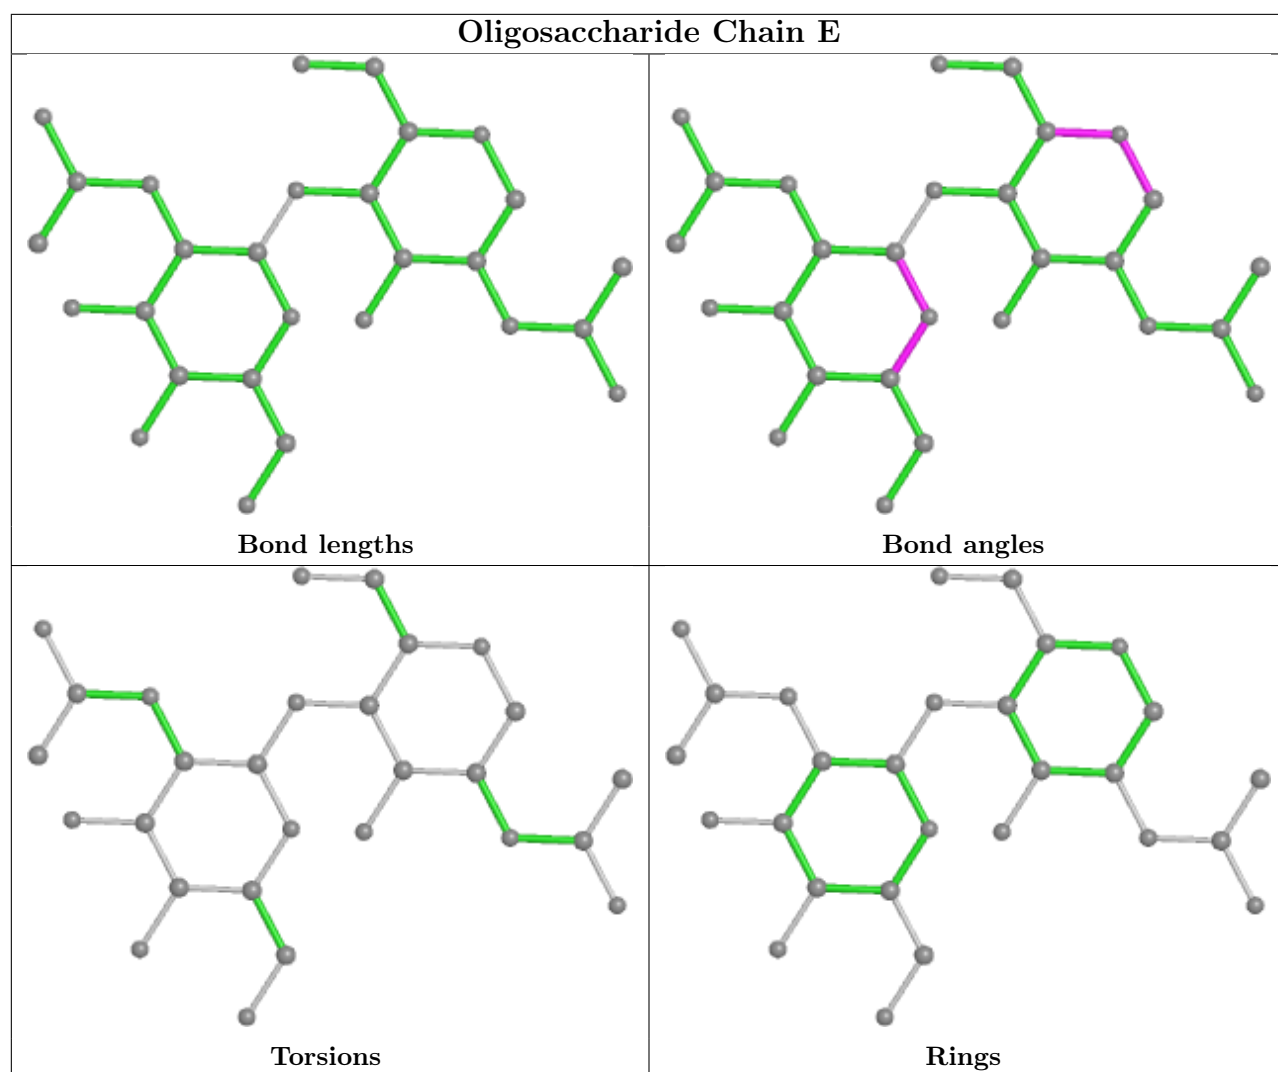 Oligosaccharide Chain E
Bond lengths
Bond angles
Torsions
Rings